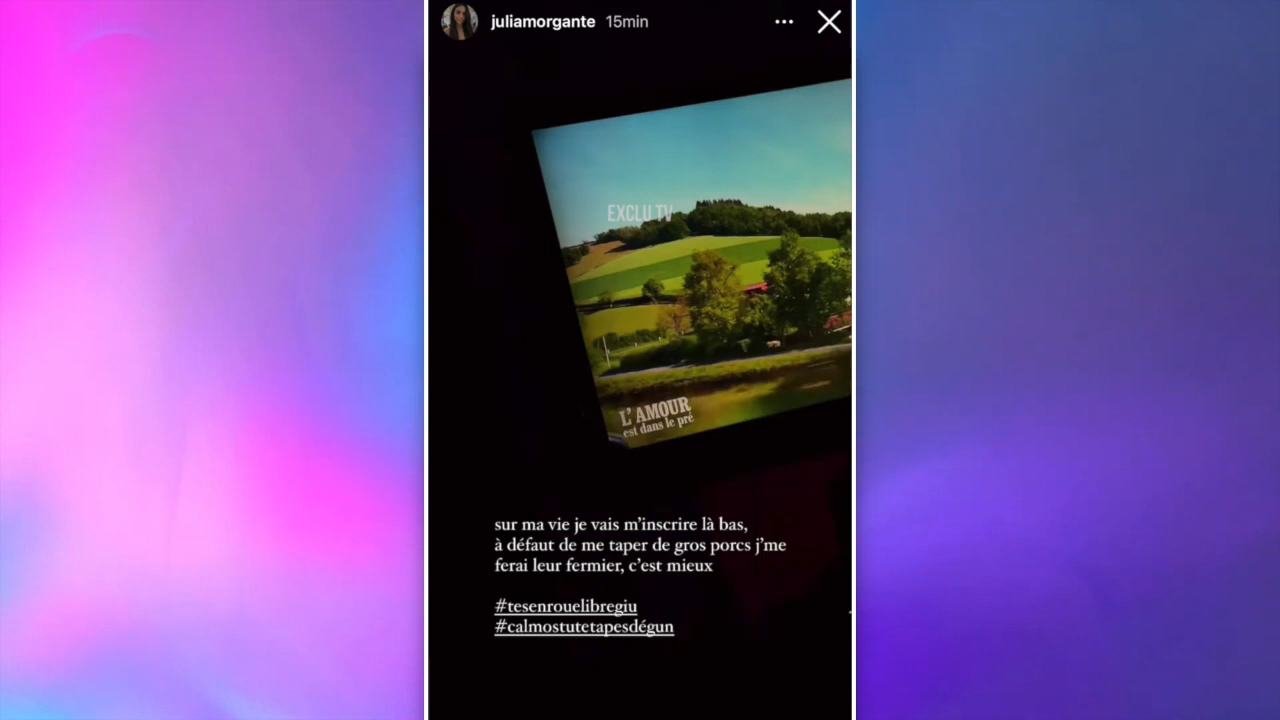 juliamorgante 15min
EXCLU TV
L' AMOUR
est dans le pré
sur ma vie je vais m’inscrire là bas,
à défaut de me taper de gros porcs j’me
ferai leur fermier, c’est mieux
#tesenrouelibregiu
#calmostutetapesdégun